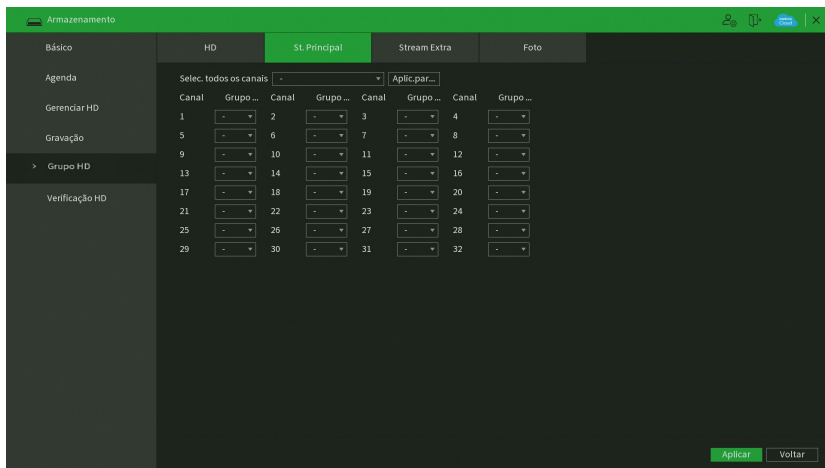 Armazenamento
Básico
Agenda
Gerenciar HD
Gravação
> Grupo HD
Verificação HD
HD St. Principal Stream Extra Foto
Selec. todos os canais - Aplic.par...
Canal Grupo ... Canal Grupo ... Canal Grupo ... Canal Grupo ...
1 - 2 - 3 - 4 -
5 - 6 - 7 - 8 -
9 - 10 - 11 - 12 -
13 - 14 - 15 - 16 -
17 - 18 - 19 - 20 -
21 - 22 - 23 - 24 -
25 - 26 - 27 - 28 -
29 - 30 - 31 - 32 -
Aplicar Voltar